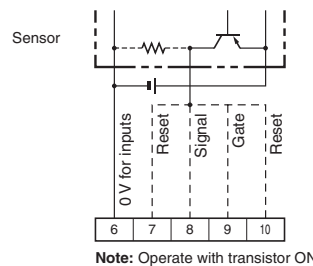 Sensor
0 V for inputs
Reset
Signal
Gate
Reset
6 7 8 9 10
Note: Operate with transistor ON